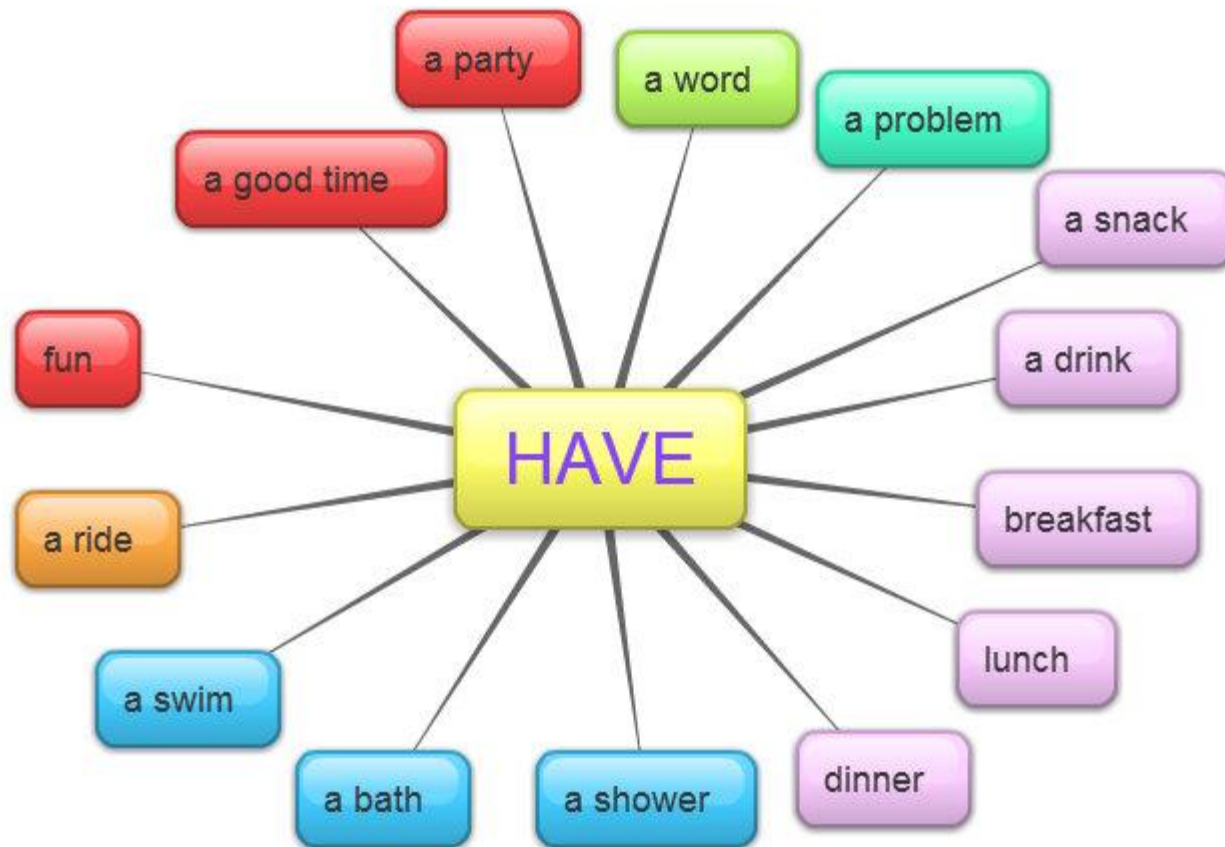 a party
a word
a problem
a good time
a snack
a drink
fun
HAVE
breakfast
a ride
lunch
a swim
dinner
a bath
a shower